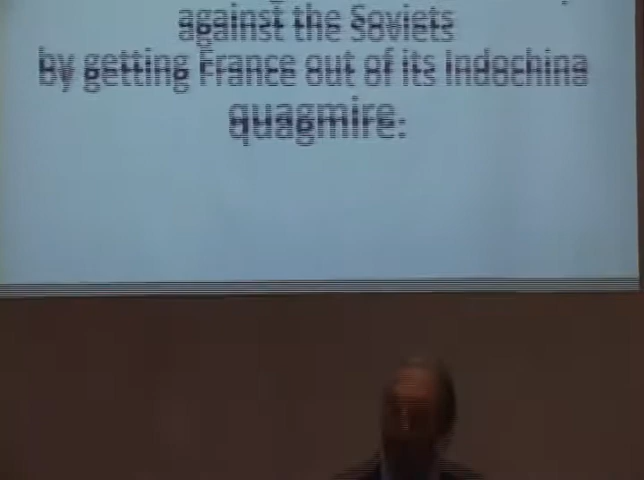 against the Soviets
by getting France out of its Indochina
quagmire: